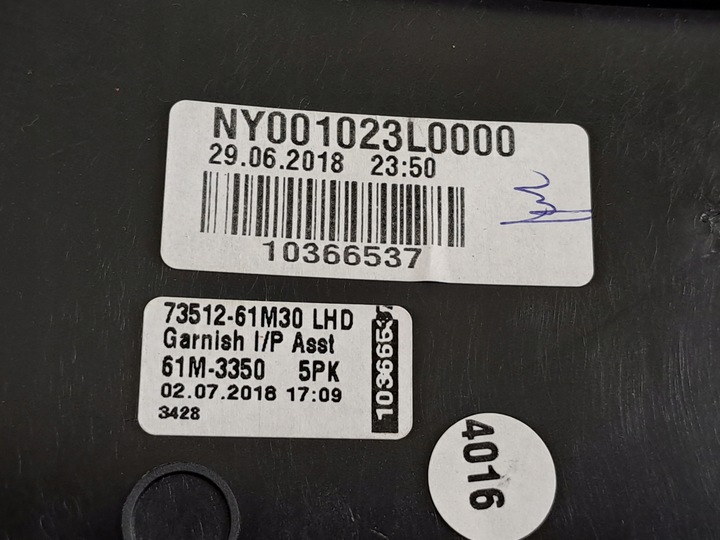 NY001023L0000
29.06.2018 23:50
10366537
73512-61M30 LHD
Garnish I/P Asst
61M-3350 5PK
02.07.2018 17:09
3428
10366537
4016